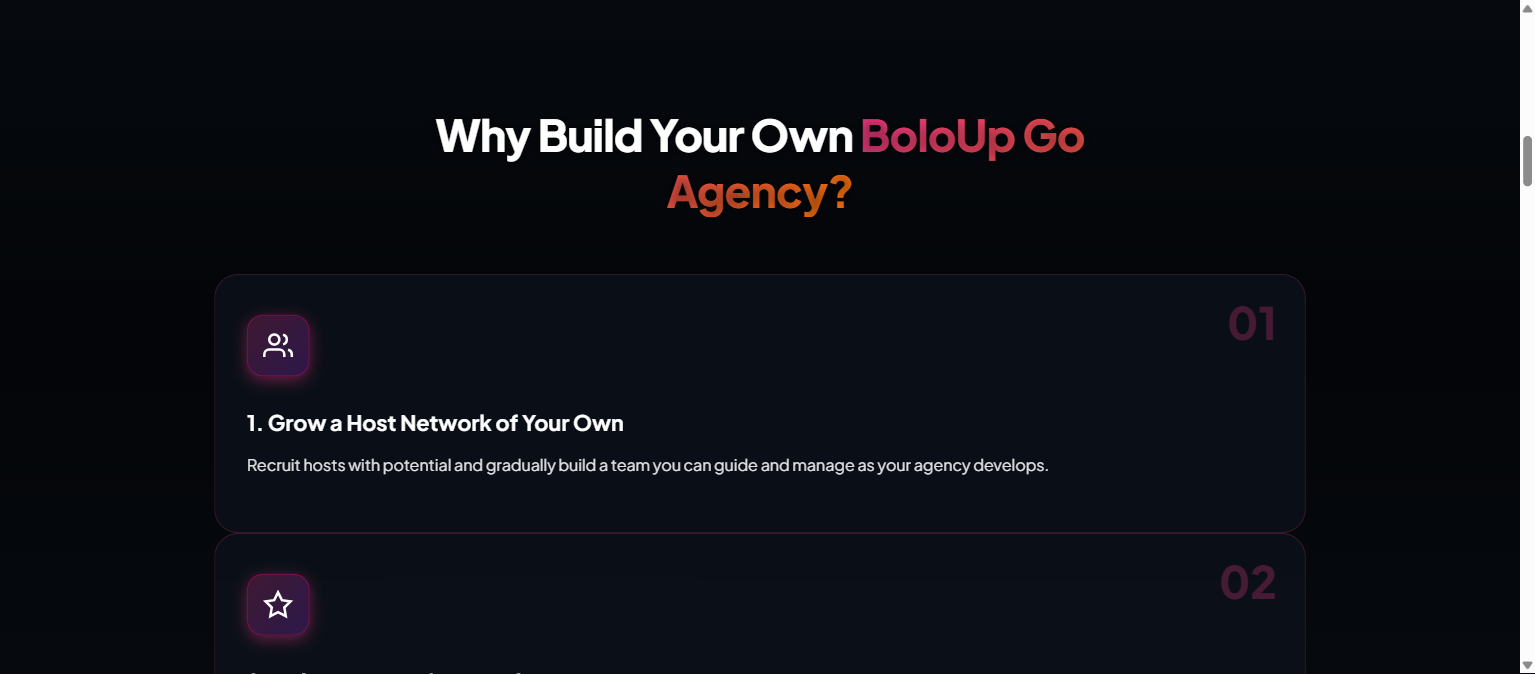 Why Build Your Own BoloUp Go
Agency?
01
1. Grow a Host Network of Your Own
Recruit hosts with potential and gradually build a team you can guide and manage as your agency develops.
02